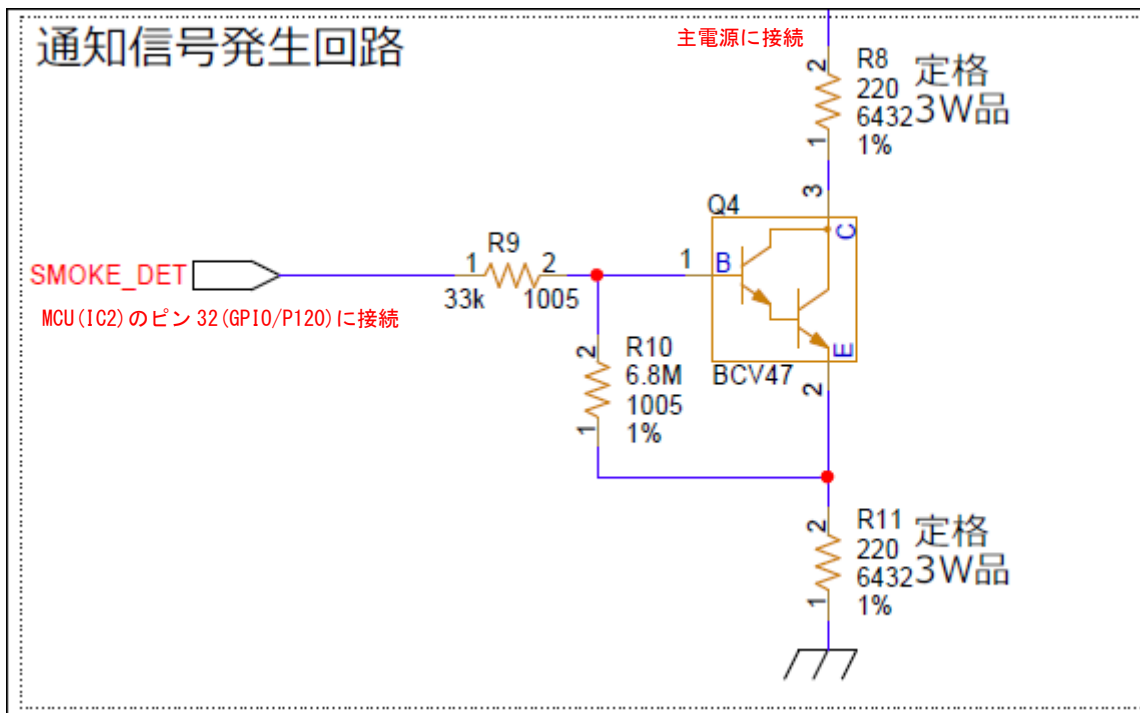 通知信号発生回路
主電源に接続
2
R8
220
6432
1%
定格
3W品
1
3
Q4
C
SMOKE_DET
1
R9
2
33k
1005
1
B
MCU(IC2)のピン32(GPIO/P120)に接続
E
BCV47
2
2
R10
6.8M
1005
1%
1
2
R11
220
6432
1%
定格
3W品
1